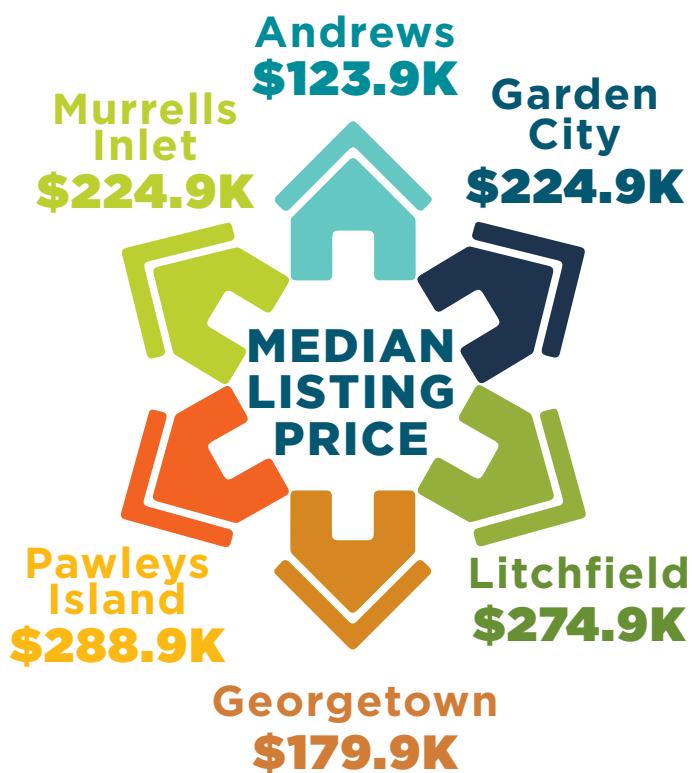 Andrews
$123.9K
Murrells
Inlet
$224.9K
Garden
City
$224.9K
MEDIAN
LISTING
PRICE
Pawleys
Island
$288.9K
Litchfield
$274.9K
Georgetown
$179.9K